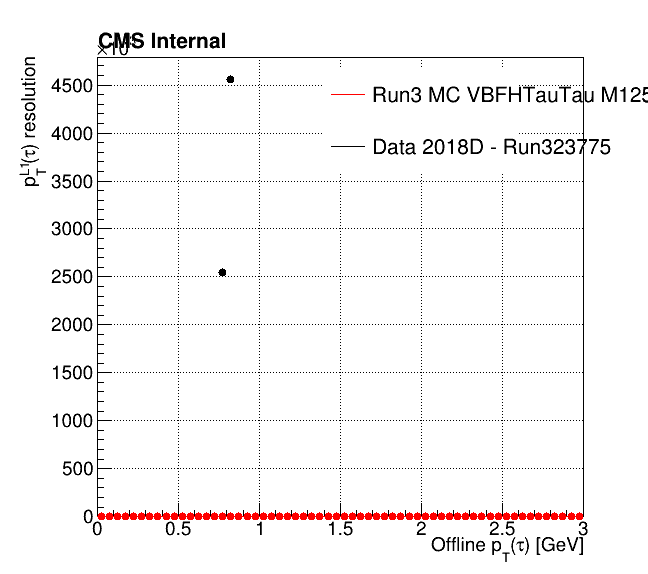 CMS Internal
×10
4500
4000
3500
3000
2500
2000
1500
1000
500
0
p_T^L1(τ) resolution
Run3 MC VBFHTauTau M125
Data 2018D - Run323775
0 0.5 1 1.5 2 2.5 3
Offline p_T(τ) [GeV]